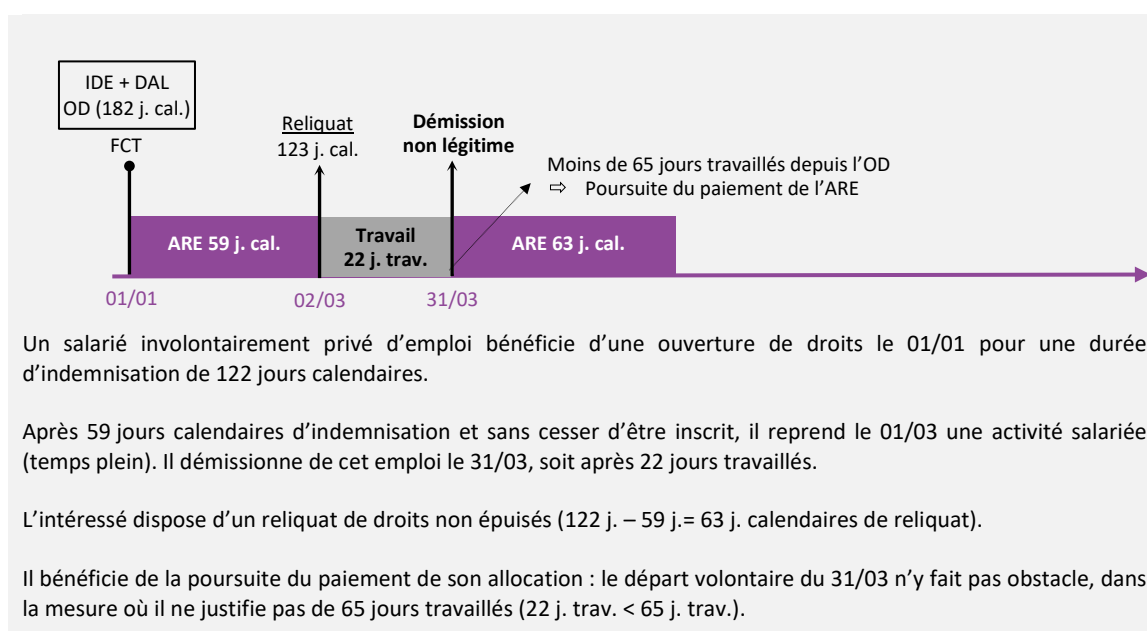 IDE + DAL
OD (182 j. cal.)
FCT
Reliquat
123 j. cal.
Démission
non légitime
Moins de 65 jours travaillés depuis l’OD
⇨ Poursuite du paiement de l’ARE
ARE 59 j. cal.
Travail
22 j. trav.
ARE 63 j. cal.
01/01
02/03
31/03
Un salarié involontairement privé d’emploi bénéficie d’une ouverture de droits le 01/01 pour une durée
d’indemnisation de 122 jours calendaires.
Après 59 jours calendaires d’indemnisation et sans cesser d’être inscrit, il reprend le 01/03 une activité salariée
(temps plein). Il démissionne de cet emploi le 31/03, soit après 22 jours travaillés.
L’intéressé dispose d’un reliquat de droits non épuisés (122 j. – 59 j.= 63 j. calendaires de reliquat).
Il bénéficie de la poursuite du paiement de son allocation : le départ volontaire du 31/03 n’y fait pas obstacle, dans
la mesure où il ne justifie pas de 65 jours travaillés (22 j. trav. < 65 j. trav.).